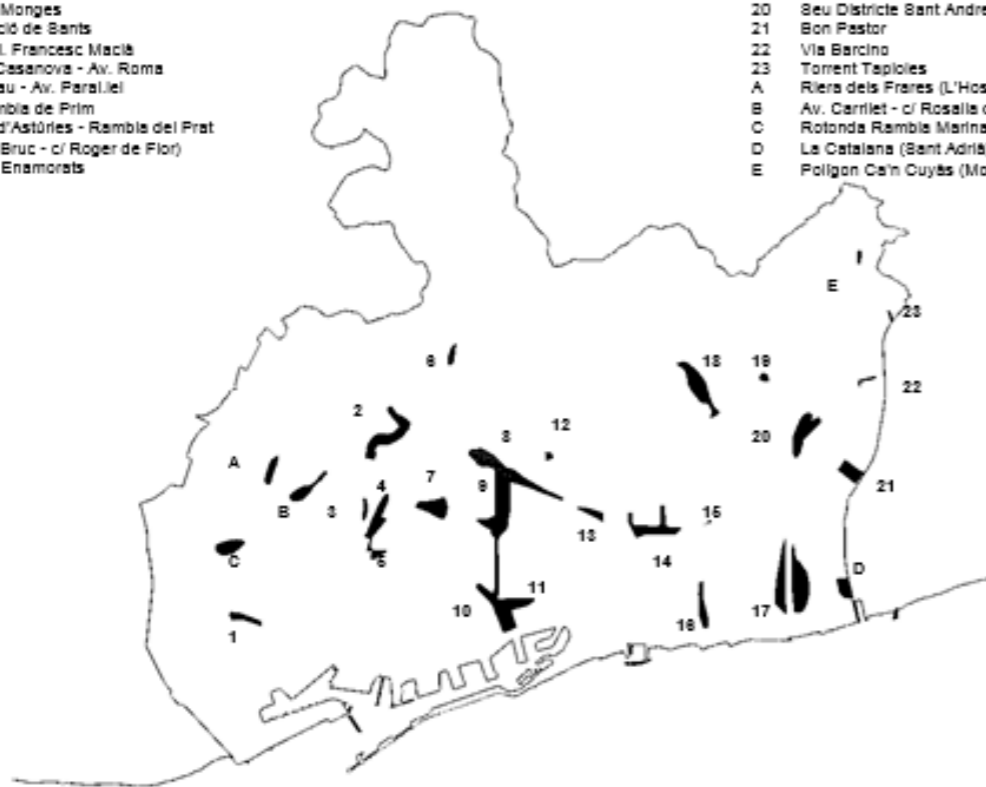 Monges
ció de Sants
l. Francesc Macià
Casanova - Av. Roma
au - Av. Paral.lel
mbla de Prim
d'Astúries - Rambla del Prat
Bruc - c/ Roger de Flor)
Enamorats
20 Seu Districte Sant Andre
21 Bon Pastor
22 Via Barcino
23 Torrent Tapioles
A Riera dels Frares (L'Hos
B Av. Carrilet - c/ Rosalia d
C Rotonda Rambla Marina
D La Catalana (Sant Adrià)
E Polígon Ca'n Cuyàs (Mo
E
23
6
18
19
22
2
12
8
20
A
7
4
9
21
B
3
15
13
C
5
14
D
11
10
17
16
1